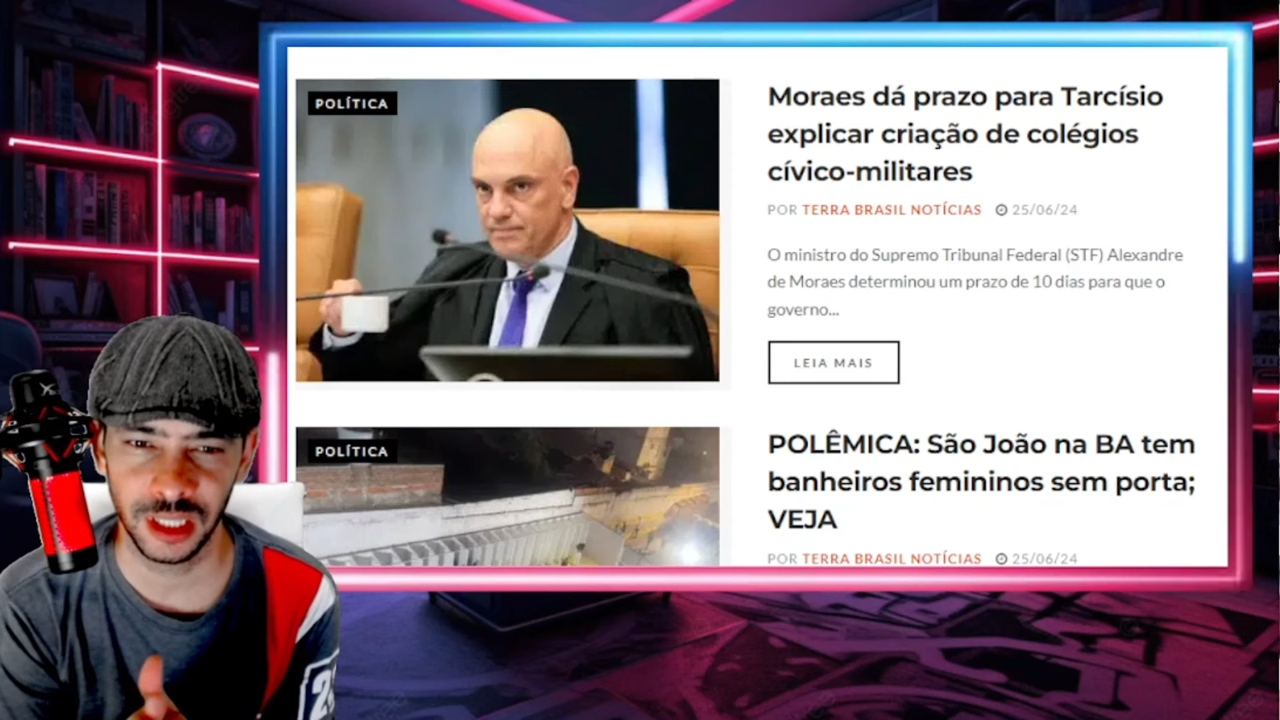 POLÍTICA
Moraes dá prazo para Tarcísio
explicar criação de colégios
cívico-militares
POR TERRA BRASIL NOTÍCIAS 25/06/24
O ministro do Supremo Tribunal Federal (STF) Alexandre
de Moraes determinou um prazo de 10 dias para que o
governo...
LEIA MAIS
POLÍTICA
POLÊMICA: São João na BA tem
banheiros femininos sem porta;
VEJA
POR TERRA BRASIL NOTÍCIAS 25/06/24